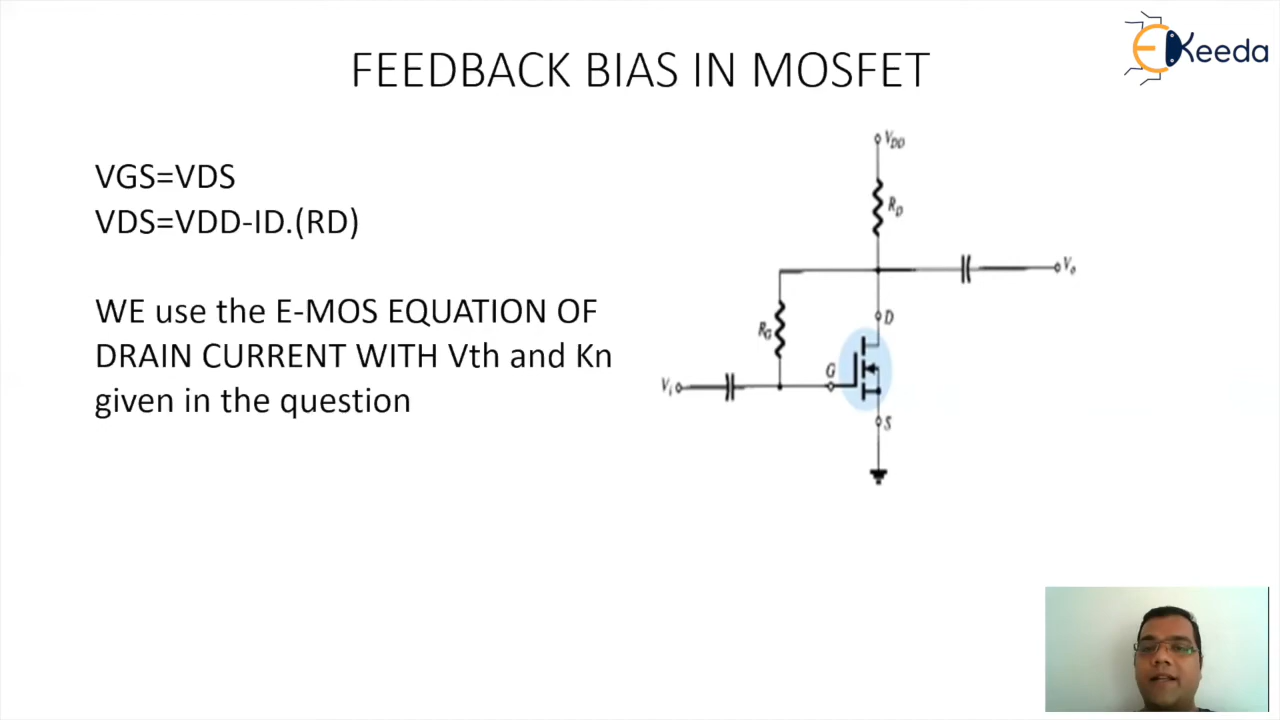 EKeeda
FEEDBACK BIAS IN MOSFET
VGS=VDS
VDS=VDD-ID.(RD)
WE use the E-MOS EQUATION OF
DRAIN CURRENT WITH Vth and Kn
given in the question
VDD
RD
Vo
D
RG
G
Vi
S